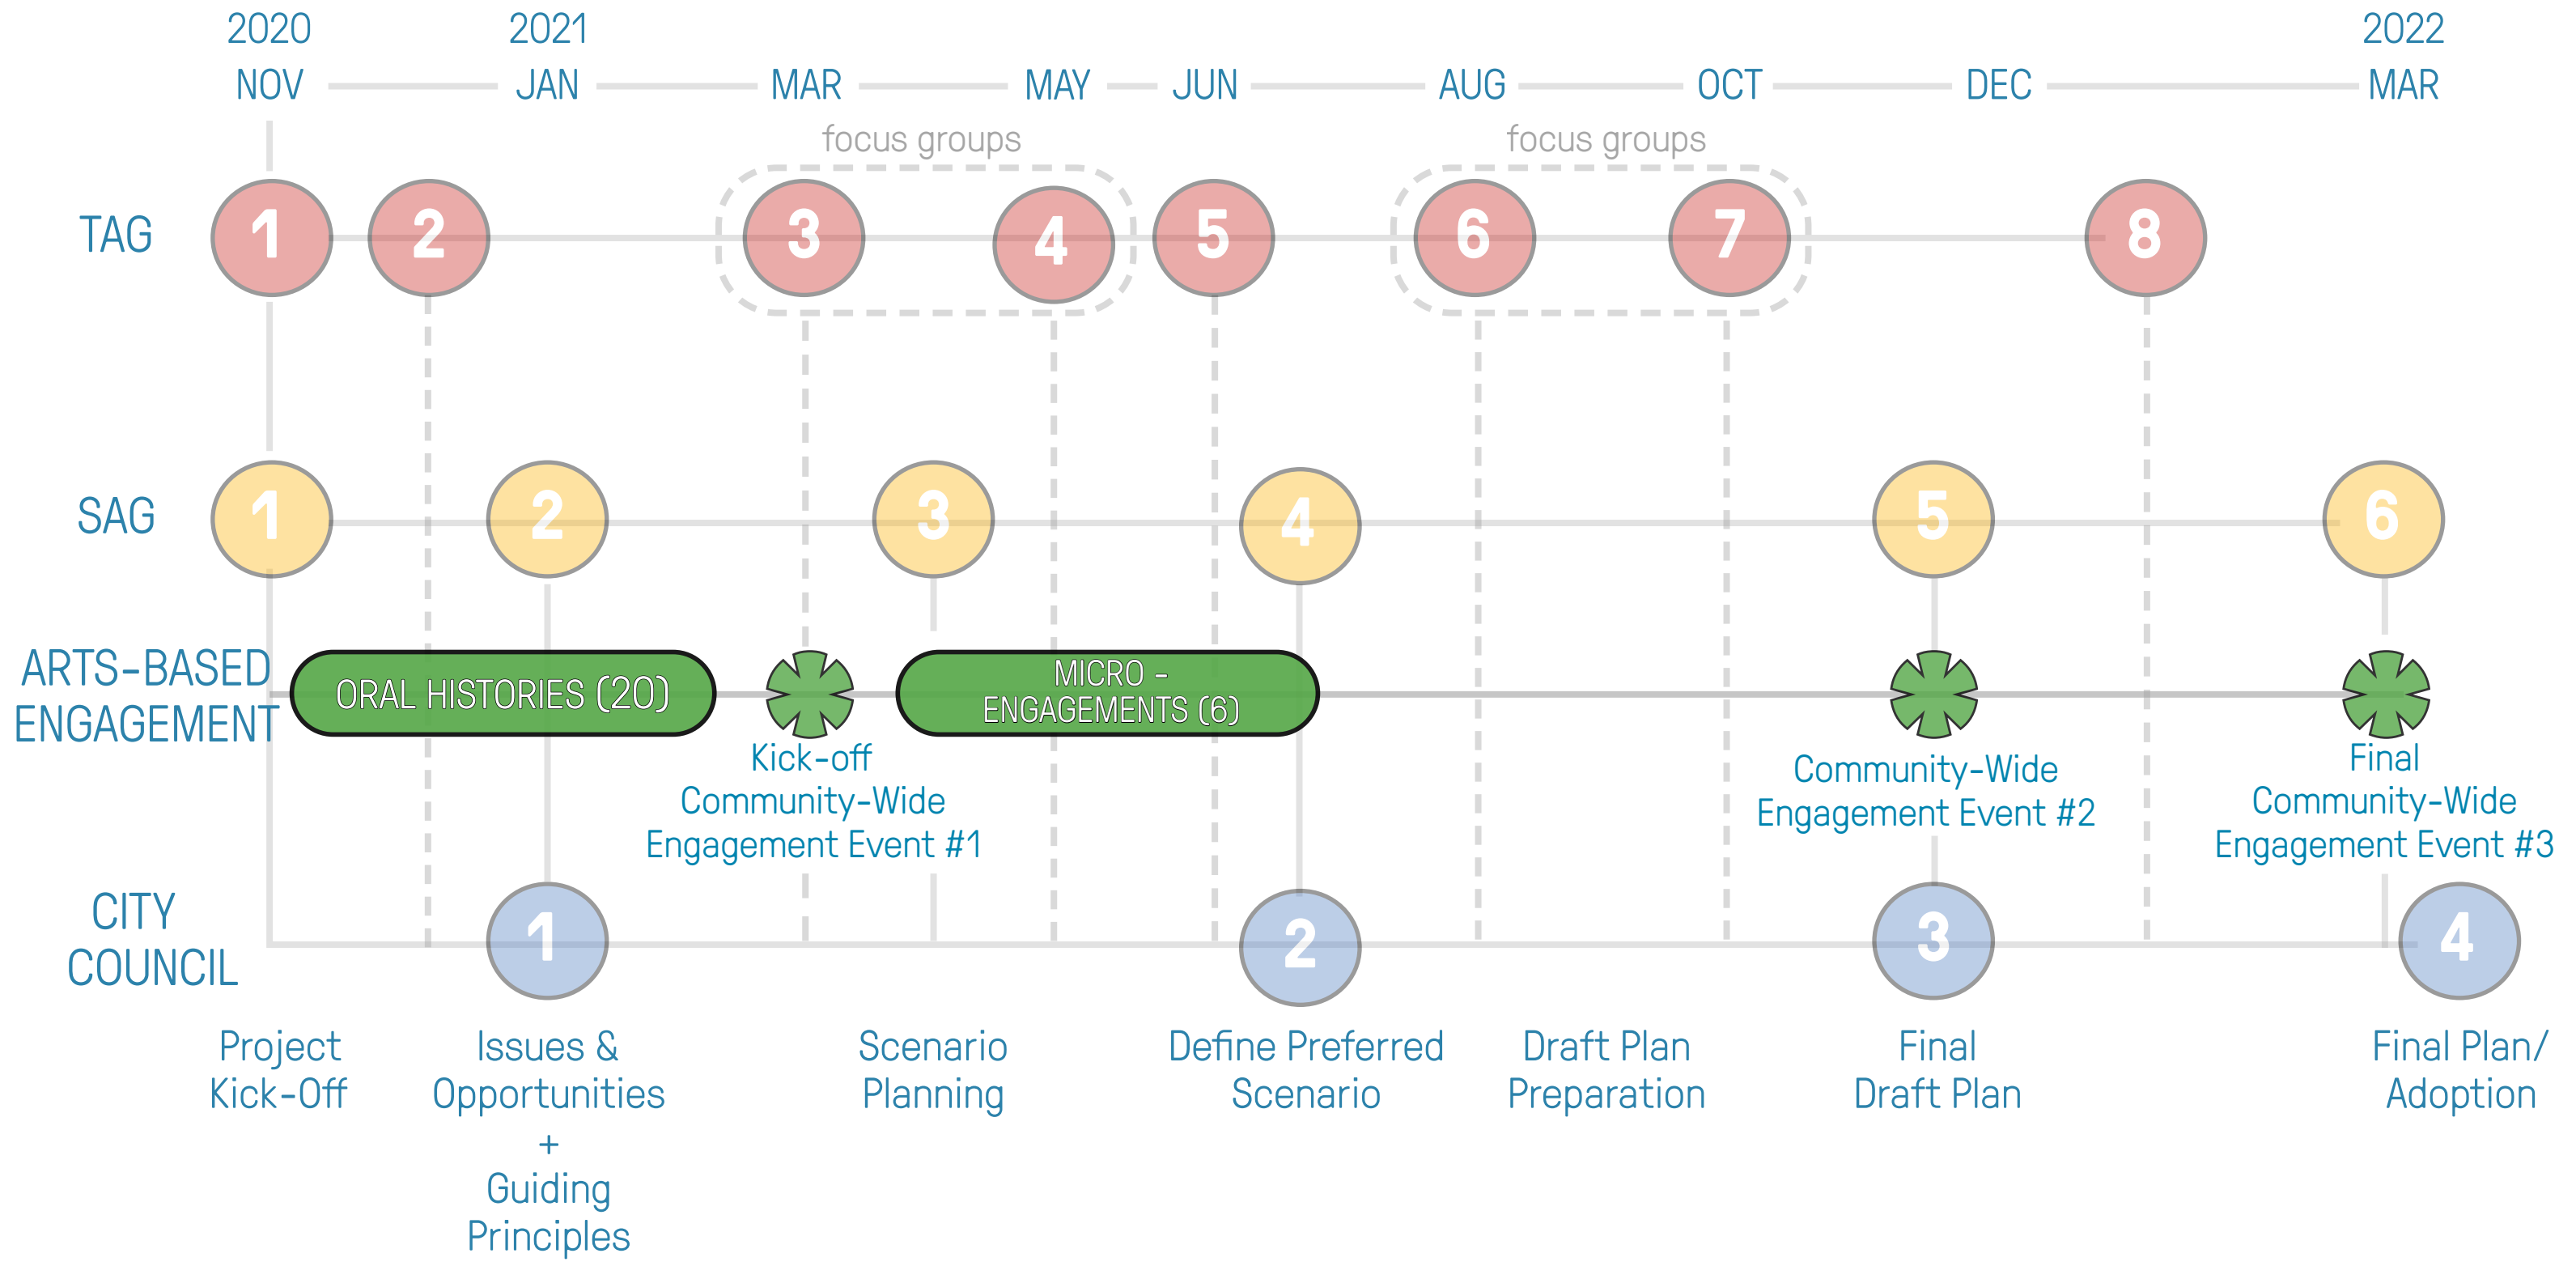 2020
2021
2022
NOV
JAN
MAR
MAY
JUN
AUG
OCT
DEC
MAR
focus groups
focus groups
TAG
1
2
3
4
5
6
7
8
SAG
1
2
3
4
5
6
ARTS-BASED
ENGAGEMENT
ORAL HISTORIES (20)
MICRO -
ENGAGEMENTS (6)
Kick-off
Community-Wide
Engagement Event #1
Community-Wide
Engagement Event #2
Final
Community-Wide
Engagement Event #3
CITY
COUNCIL
1
2
3
4
Project
Kick-Off
Issues &
Opportunities
+
Guiding
Principles
Scenario
Planning
Define Preferred
Scenario
Draft Plan
Preparation
Final
Draft Plan
Final Plan/
Adoption